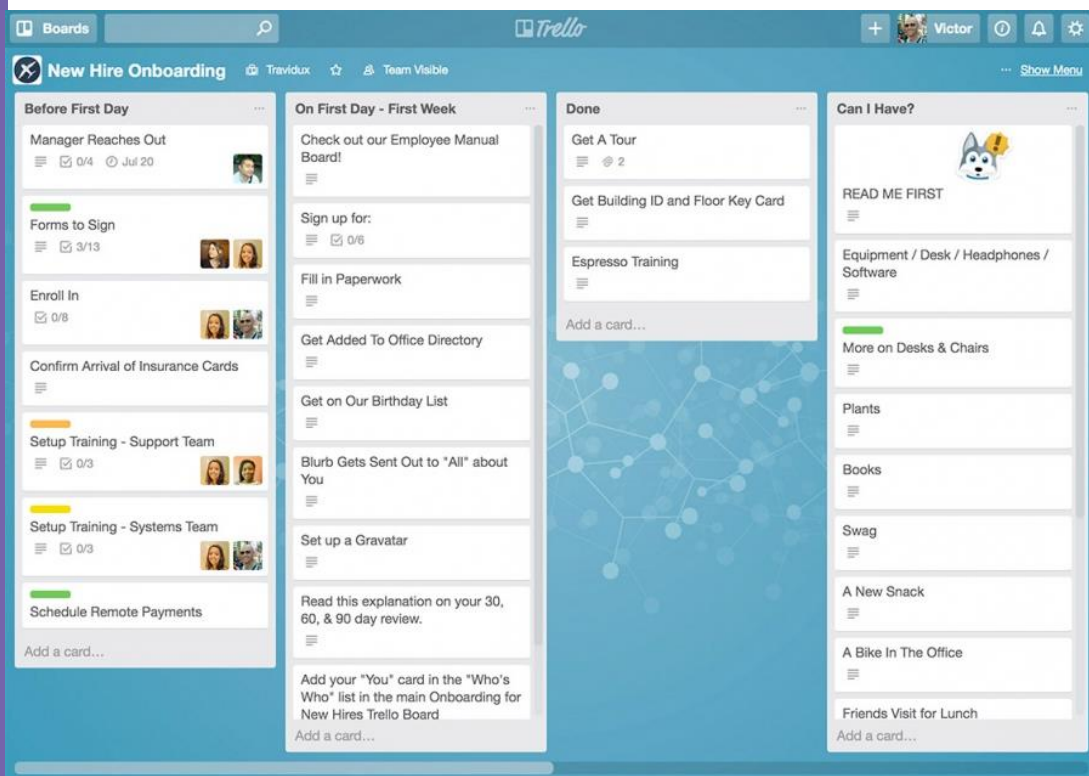 Boards
Trello
Victor
New Hire Onboarding
Travidux
Team Visible
... Show Menu
Before First Day
Manager Reaches Out
0/4 Jul 20
Forms to Sign
3/13
Enroll In
0/8
Confirm Arrival of Insurance Cards
Setup Training - Support Team
0/3
Setup Training - Systems Team
0/3
Schedule Remote Payments
Add a card...
On First Day - First Week
Check out our Employee Manual
Board!
Sign up for:
0/6
Fill in Paperwork
Get Added To Office Directory
Get on Our Birthday List
Blurb Gets Sent Out to "All" about
You
Set up a Gravatar
Read this explanation on your 30,
60, & 90 day review.
Add your "You" card in the "Who's
Who" list in the main Onboarding for
New Hires Trello Board
Add a card...
Done
Get A Tour
2
Get Building ID and Floor Key Card
Espresso Training
Add a card...
Can I Have?
READ ME FIRST
Equipment / Desk / Headphones /
Software
More on Desks & Chairs
Plants
Books
Swag
A New Snack
A Bike In The Office
Friends Visit for Lunch
Add a card...